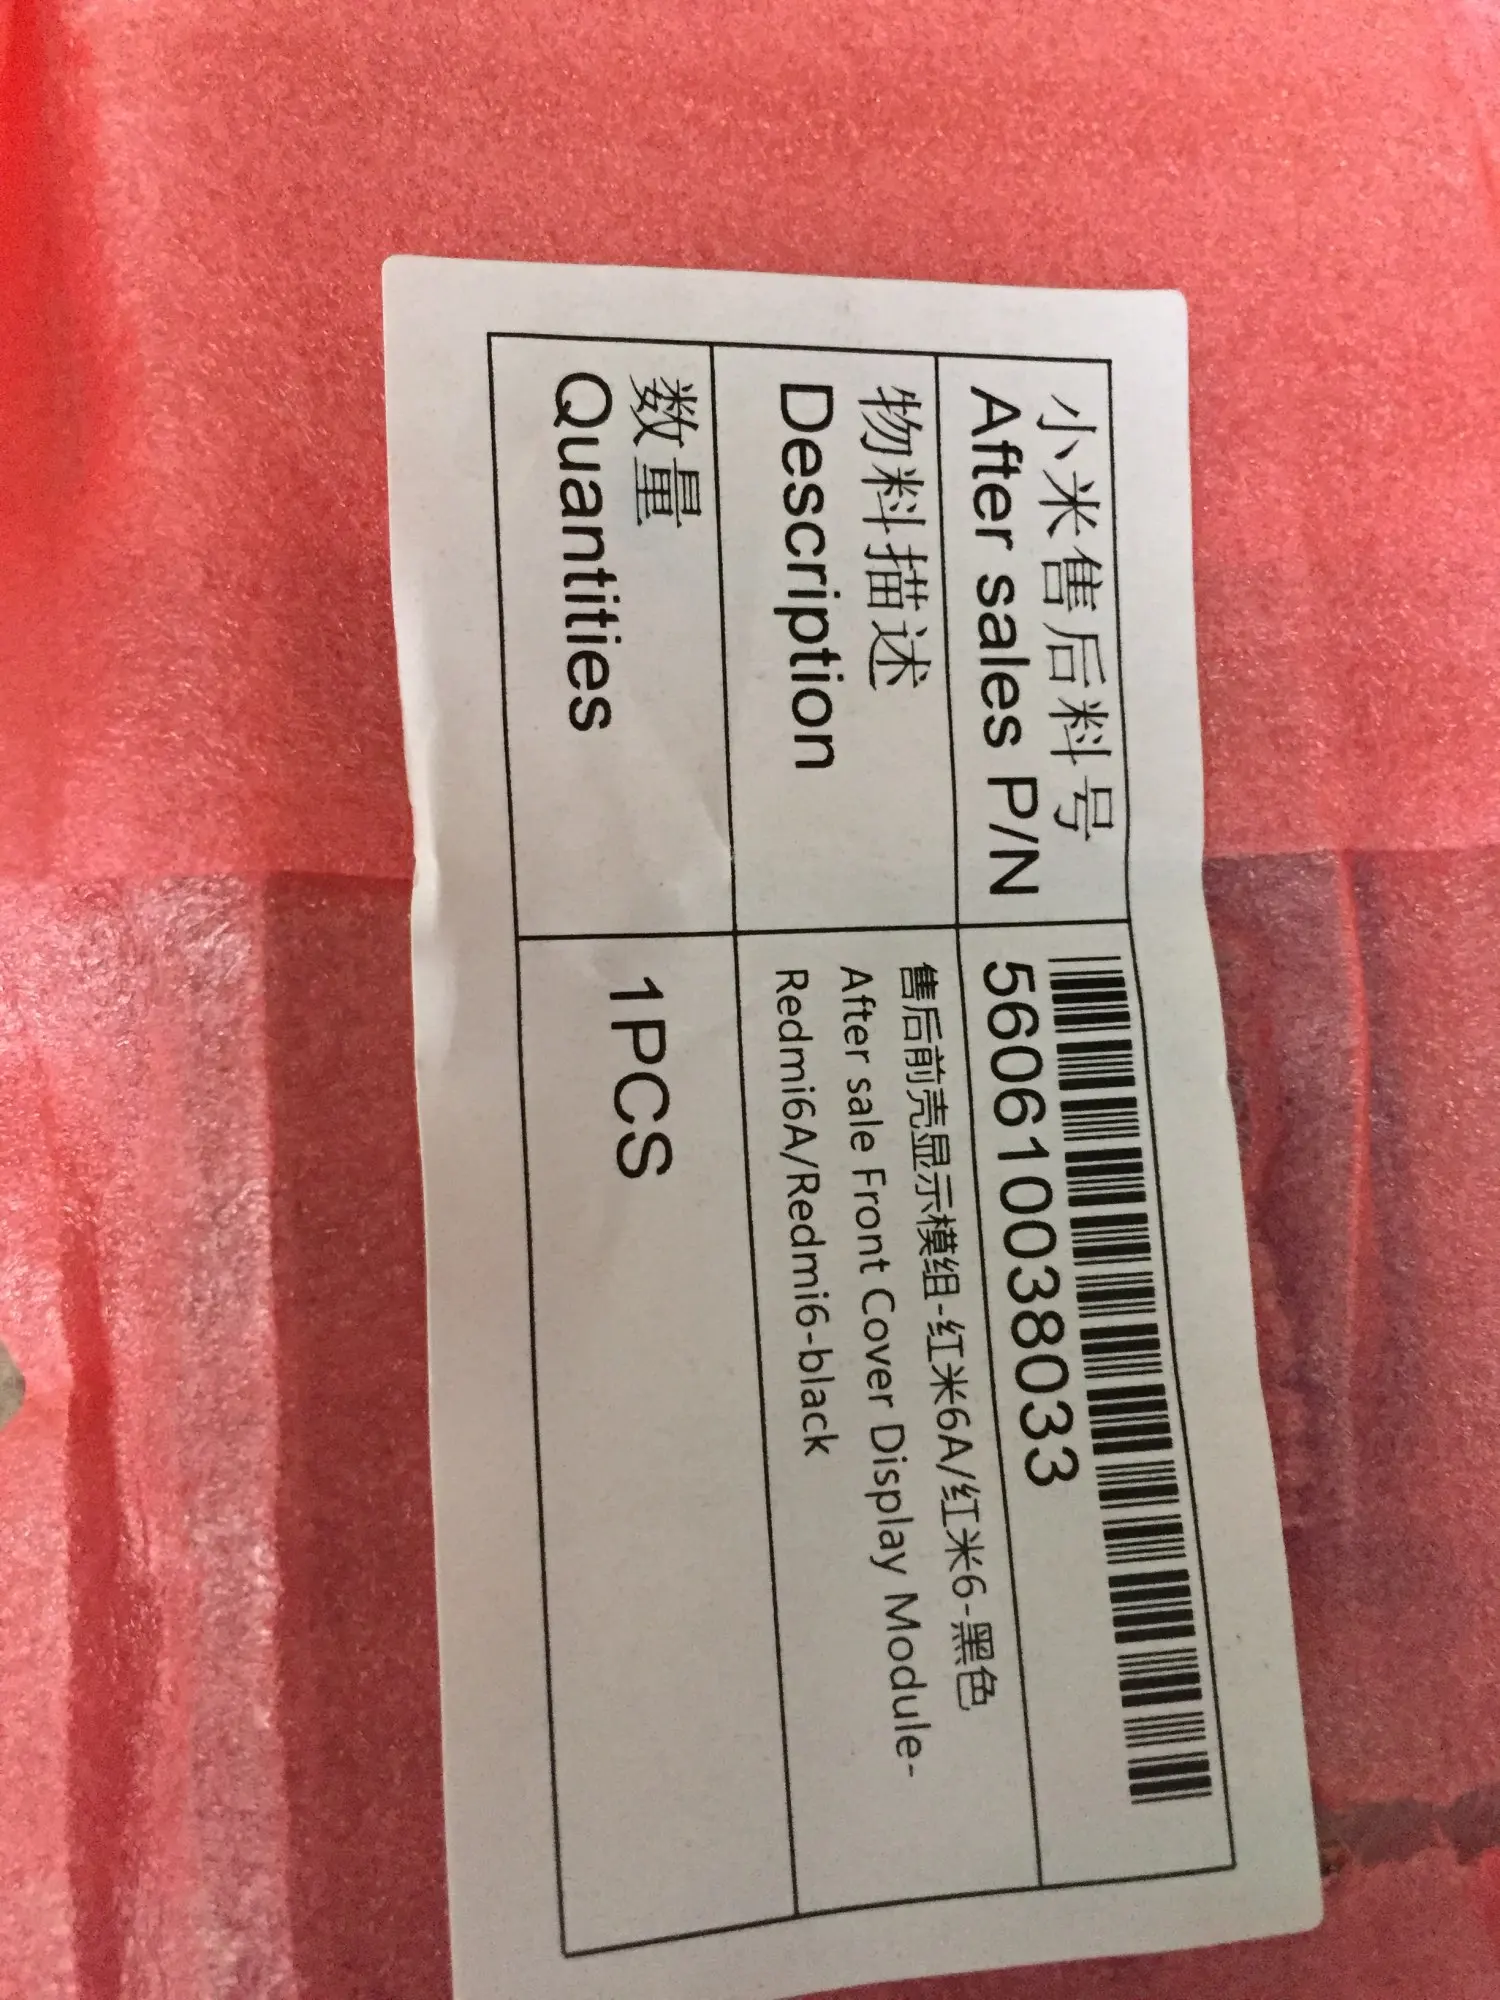 小米售后料号
After sales P/N
560610038033
物料描述
Description
售后前壳显示模组-红米6A/红米6-黑色
After sale Front Cover Display Module-
Redmi6A/Redmi6-black
数量
Quantities
1PCS